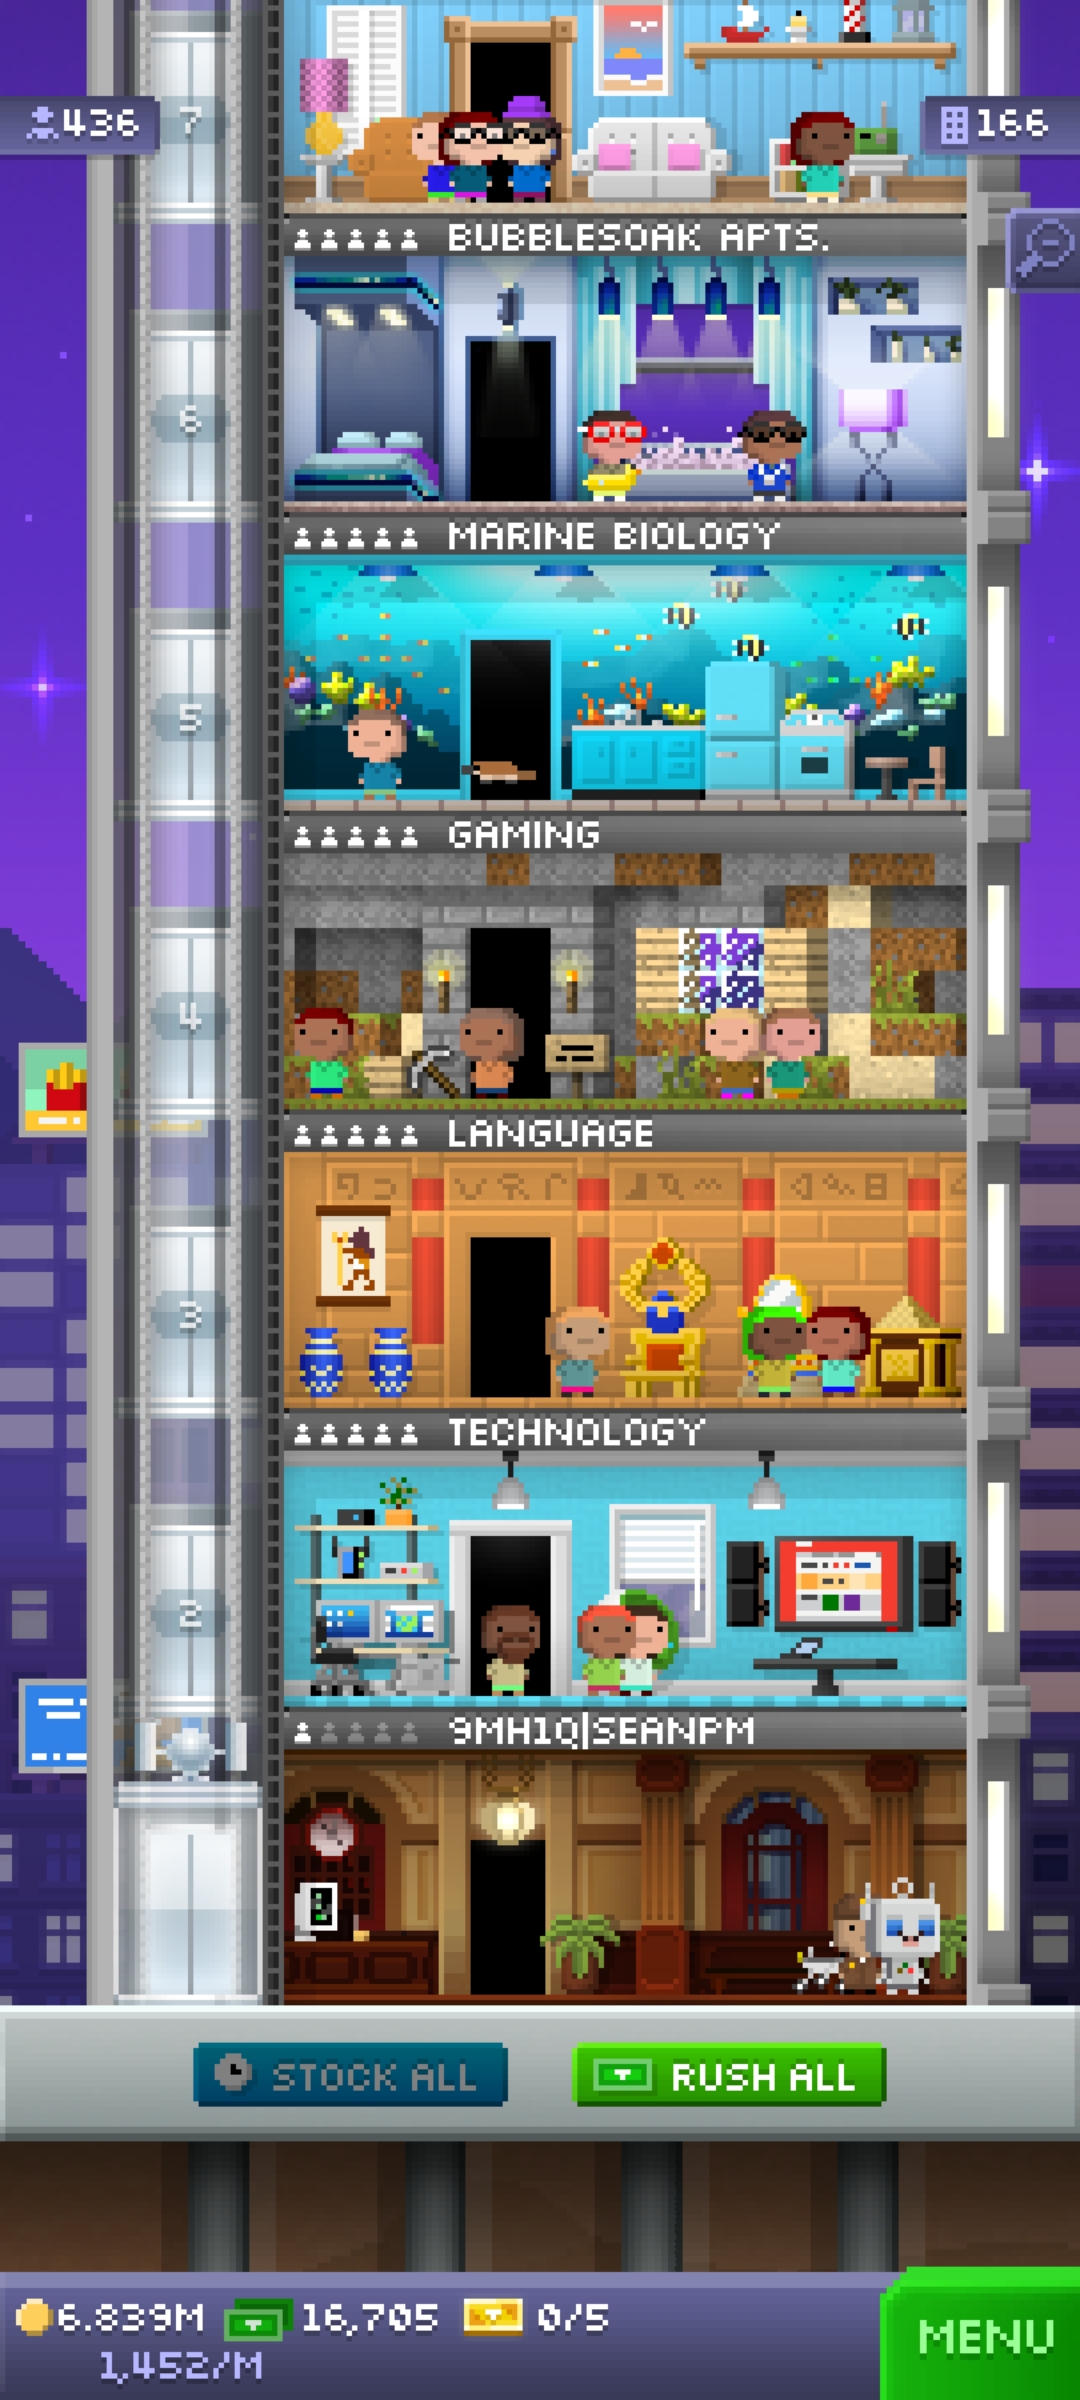 436
7
166
BUBBLESOAK APTS.
6
MARINE BIOLOGY
5
GAMING
4
LANGUAGE
3
TECHNOLOGY
2
9MH1Q|SEANPM
STOCK ALL
RUSH ALL
6.839M
16,705
0/5
1,452/M
MENU